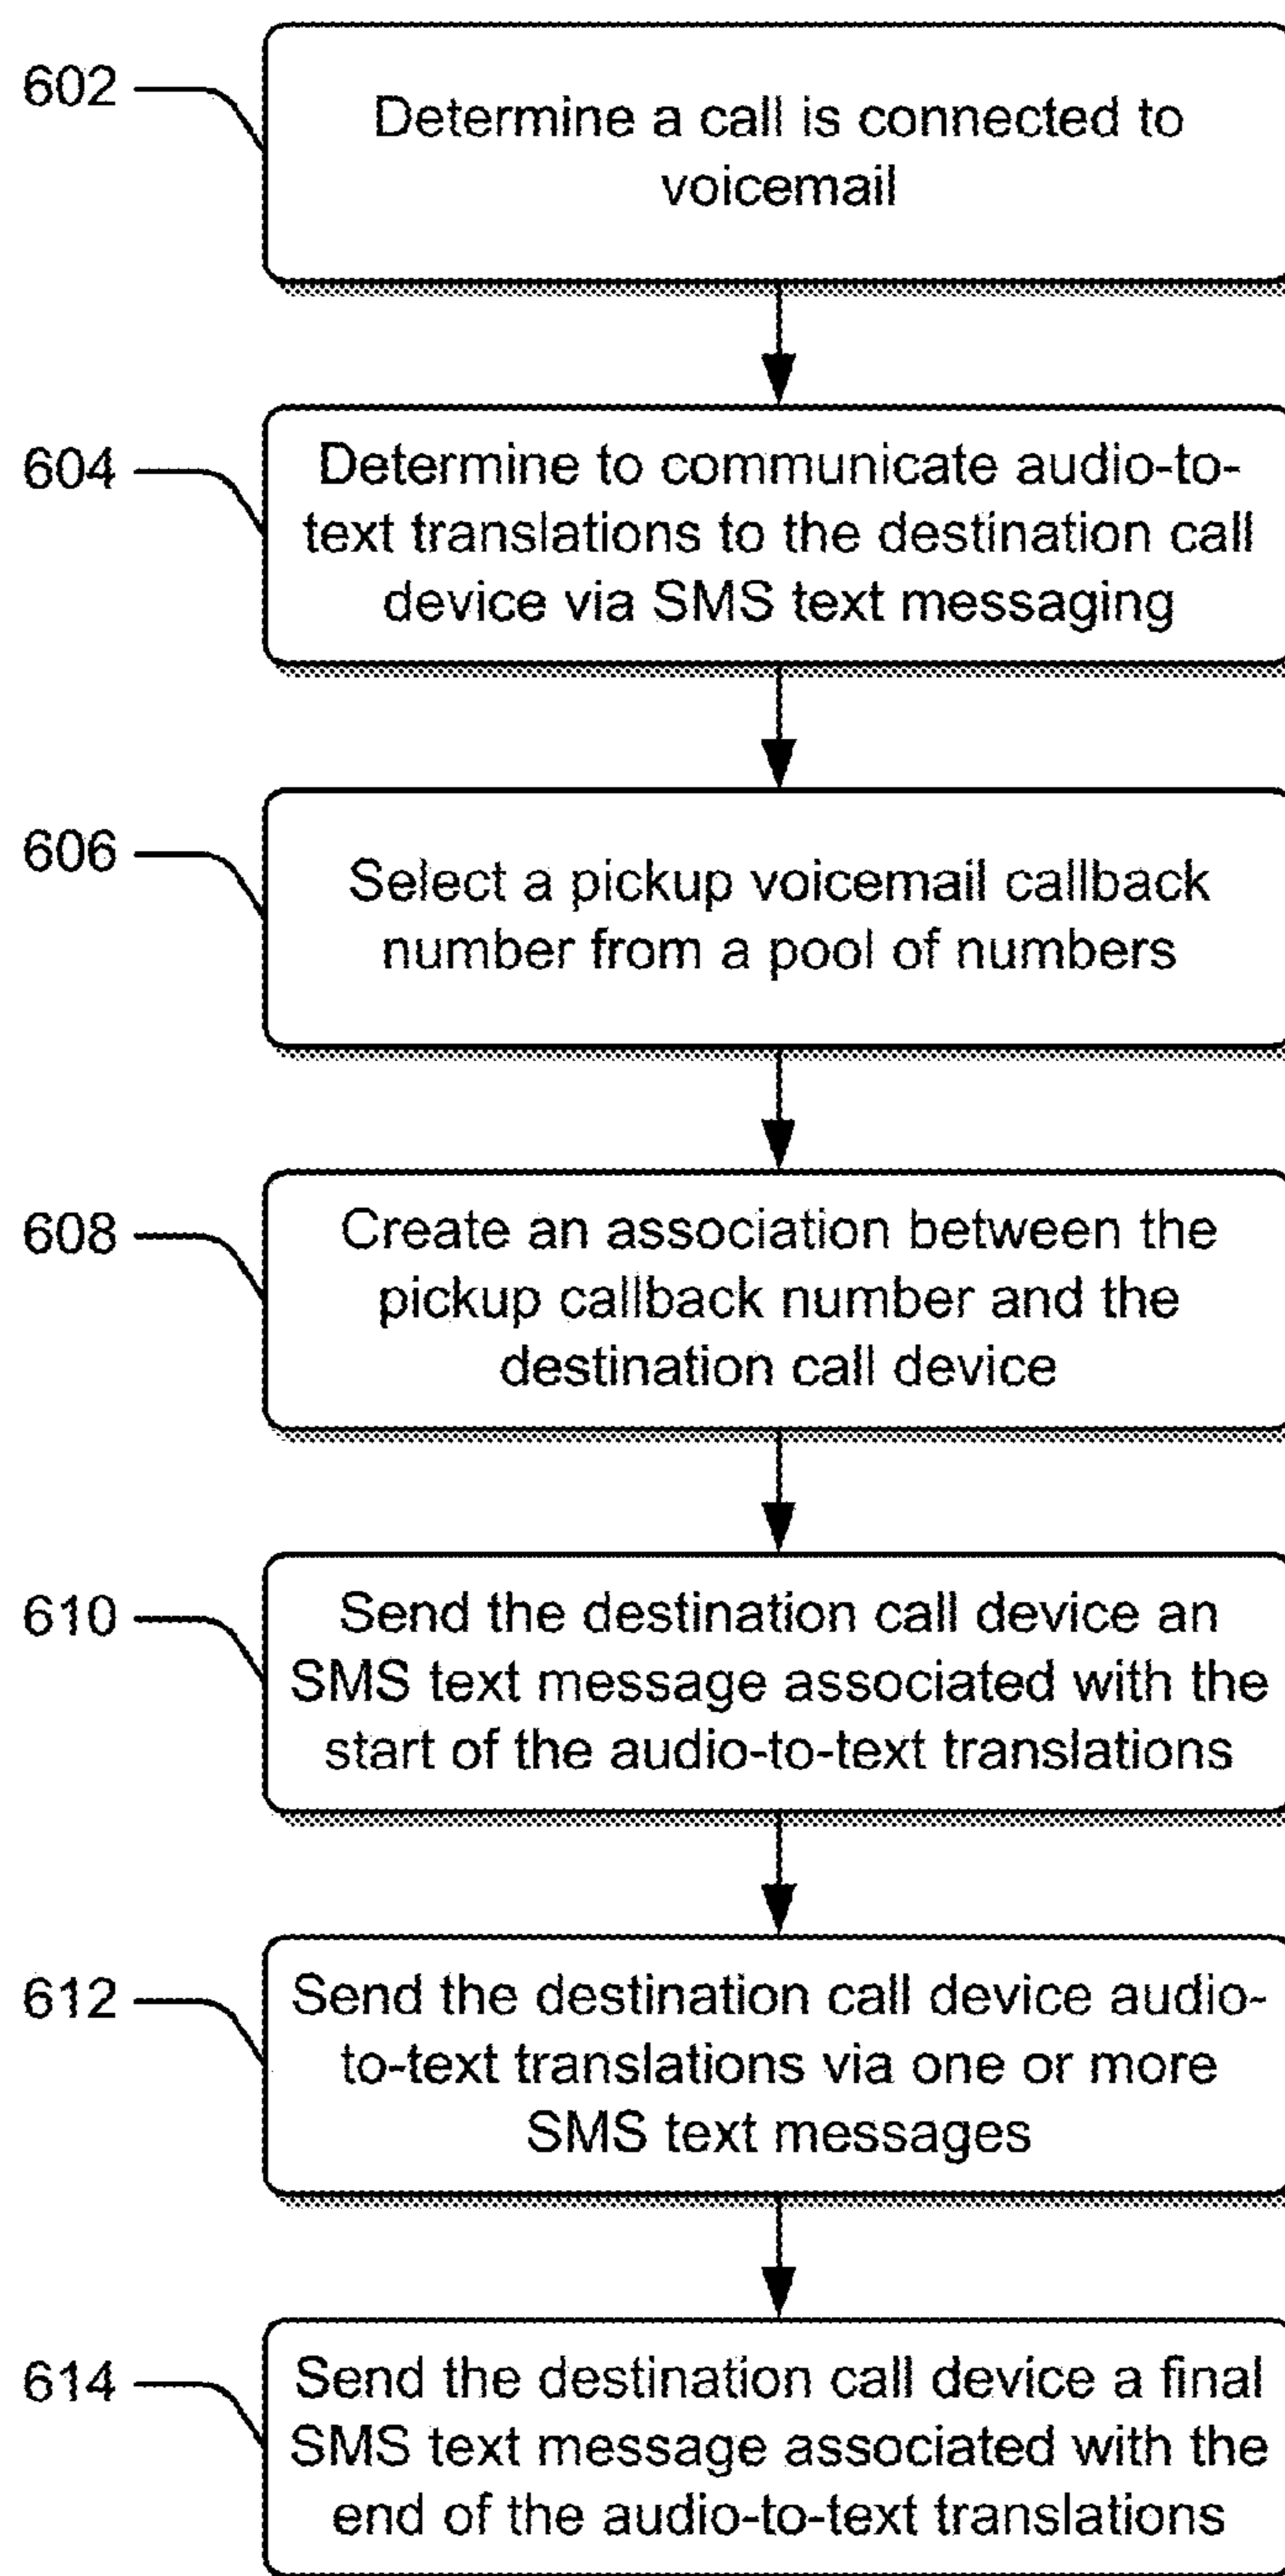 602
Determine a call is connected to
voicemail
604
Determine to communicate audio-to-
text translations to the destination call
device via SMS text messaging
606
Select a pickup voicemail callback
number from a pool of numbers
608
Create an association between the
pickup callback number and the
destination call device
610
Send the destination call device an
SMS text message associated with the
start of the audio-to-text translations
612
Send the destination call device audio-
to-text translations via one or more
SMS text messages
614
Send the destination call device a final
SMS text message associated with the
end of the audio-to-text translations